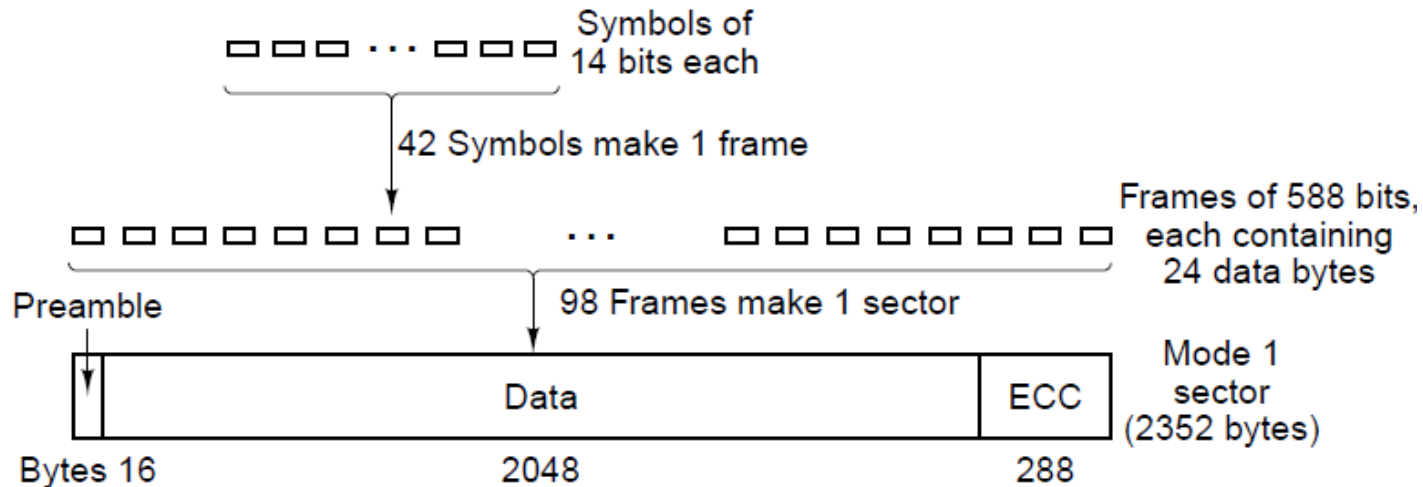 Symbols of
14 bits each
42 Symbols make 1 frame
Frames of 588 bits,
each containing
24 data bytes
Preamble
98 Frames make 1 sector
Mode 1
sector
(2352 bytes)
Data
ECC
Bytes 16
2048
288